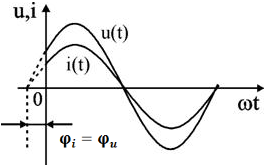 u,i
u(t)
i(t)
0
ωt
φᵢ = φᵤ